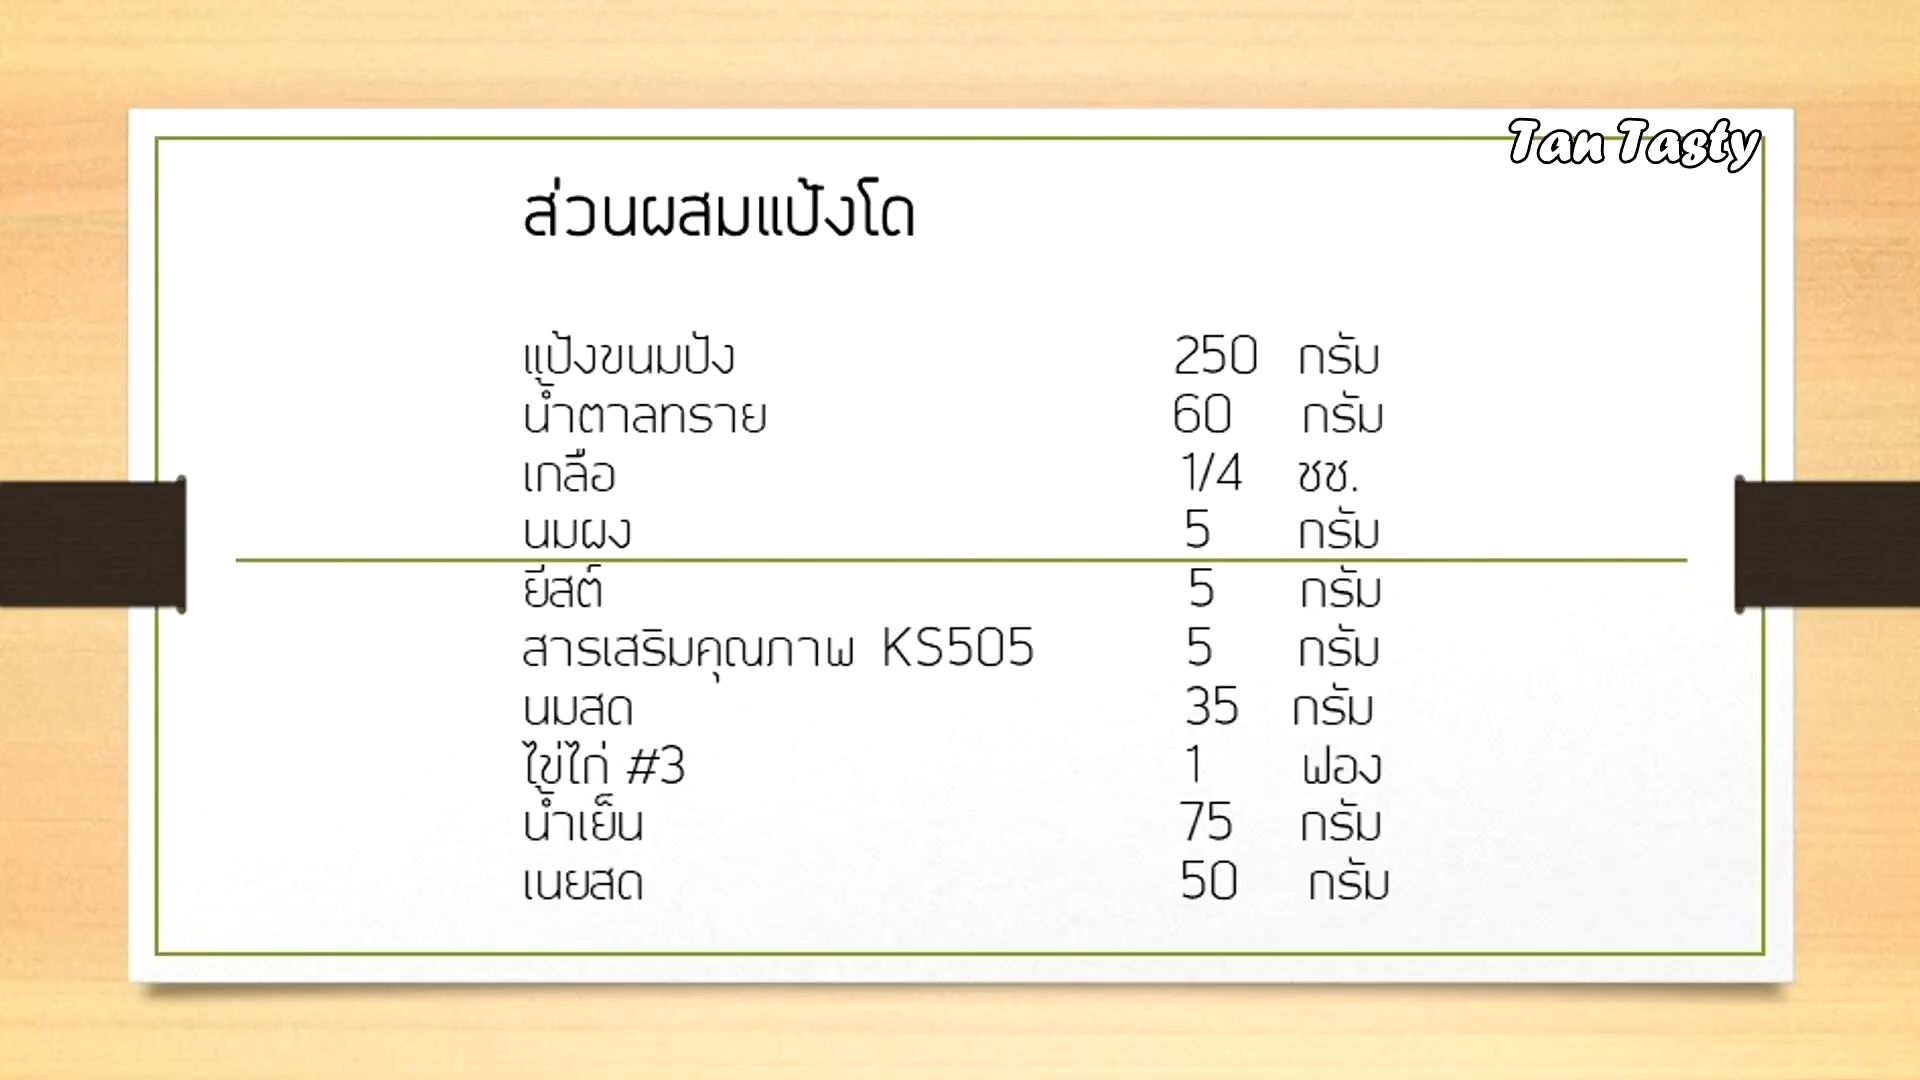 Tan Tasty
ส่วนผสมแป้งโด
แป้งขนมปัง 250 กรัม
น้ำตาลทราย 60 กรัม
เกลือ 1/4 ชช.
นมผง 5 กรัม
ยีสต์ 5 กรัม
สารเสริมคุณภาพ KS505 5 กรัม
นมสด 35 กรัม
ไข่ไก่ #3 1 ฟอง
น้ำเย็น 75 กรัม
เนยสด 50 กรัม